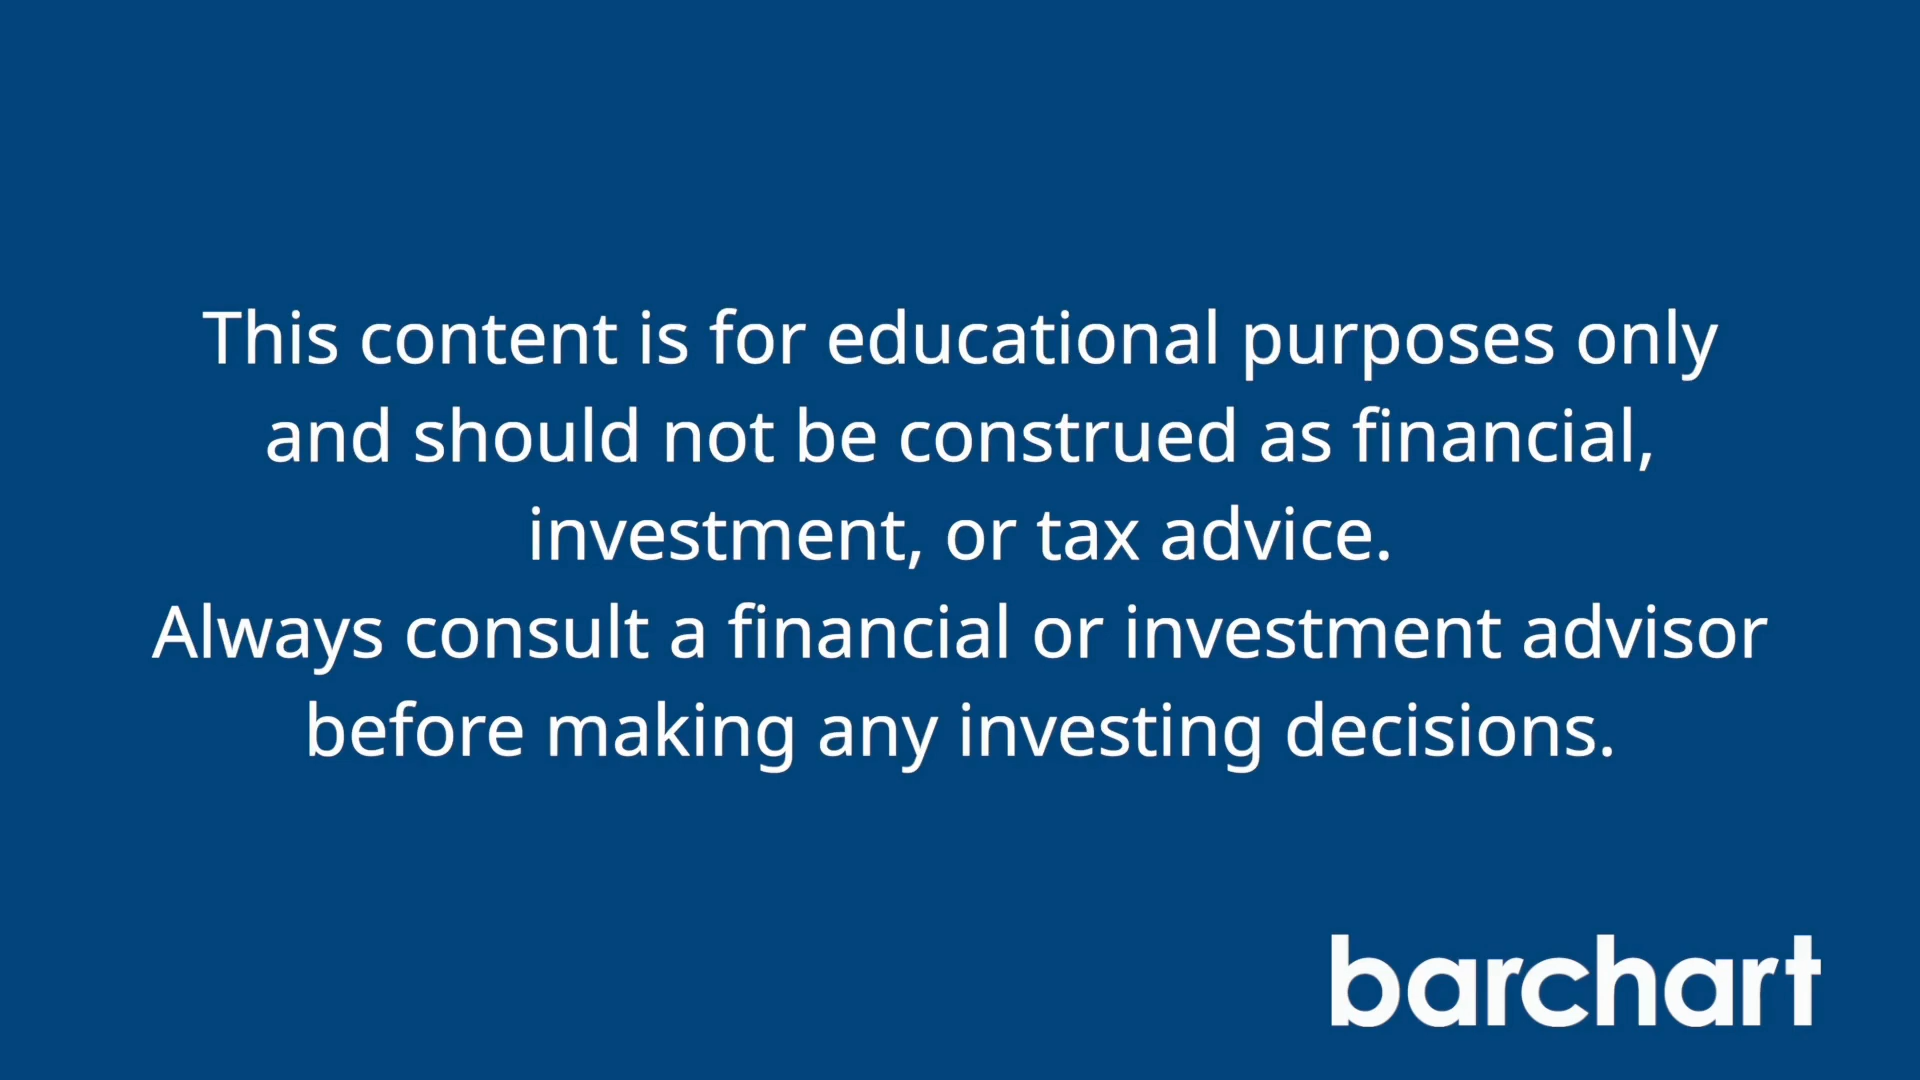 This content is for educational purposes only
and should not be construed as financial,
investment, or tax advice.
Always consult a financial or investment advisor
before making any investing decisions.
barchart